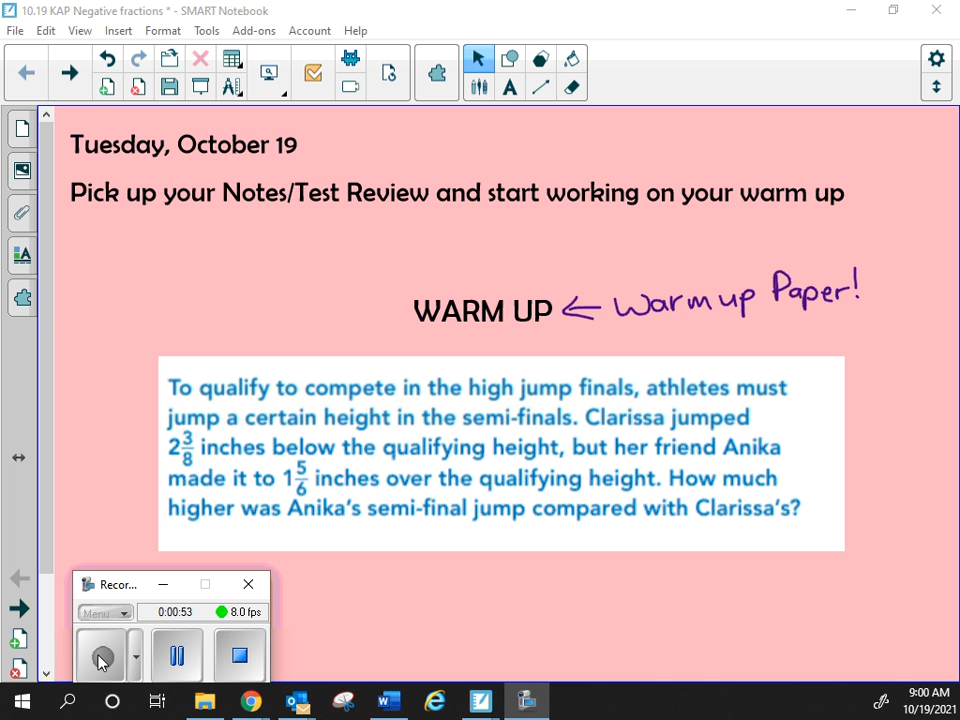 10.19 KAP Negative fractions * - SMART Notebook
File Edit View Insert Format Tools Add-ons Account Help
Tuesday, October 19
Pick up your Notes/Test Review and start working on your warm up
WARM UP ← Warm up Paper!
To qualify to compete in the high jump finals, athletes must
jump a certain height in the semi-finals. Clarissa jumped
2 3/8 inches below the qualifying height, but her friend Anika
made it to 1 5/6 inches over the qualifying height. How much
higher was Anika's semi-final jump compared with Clarissa's?
Recor...
Menu 0:00:53 8.0 fps
9:00 AM
10/19/2021